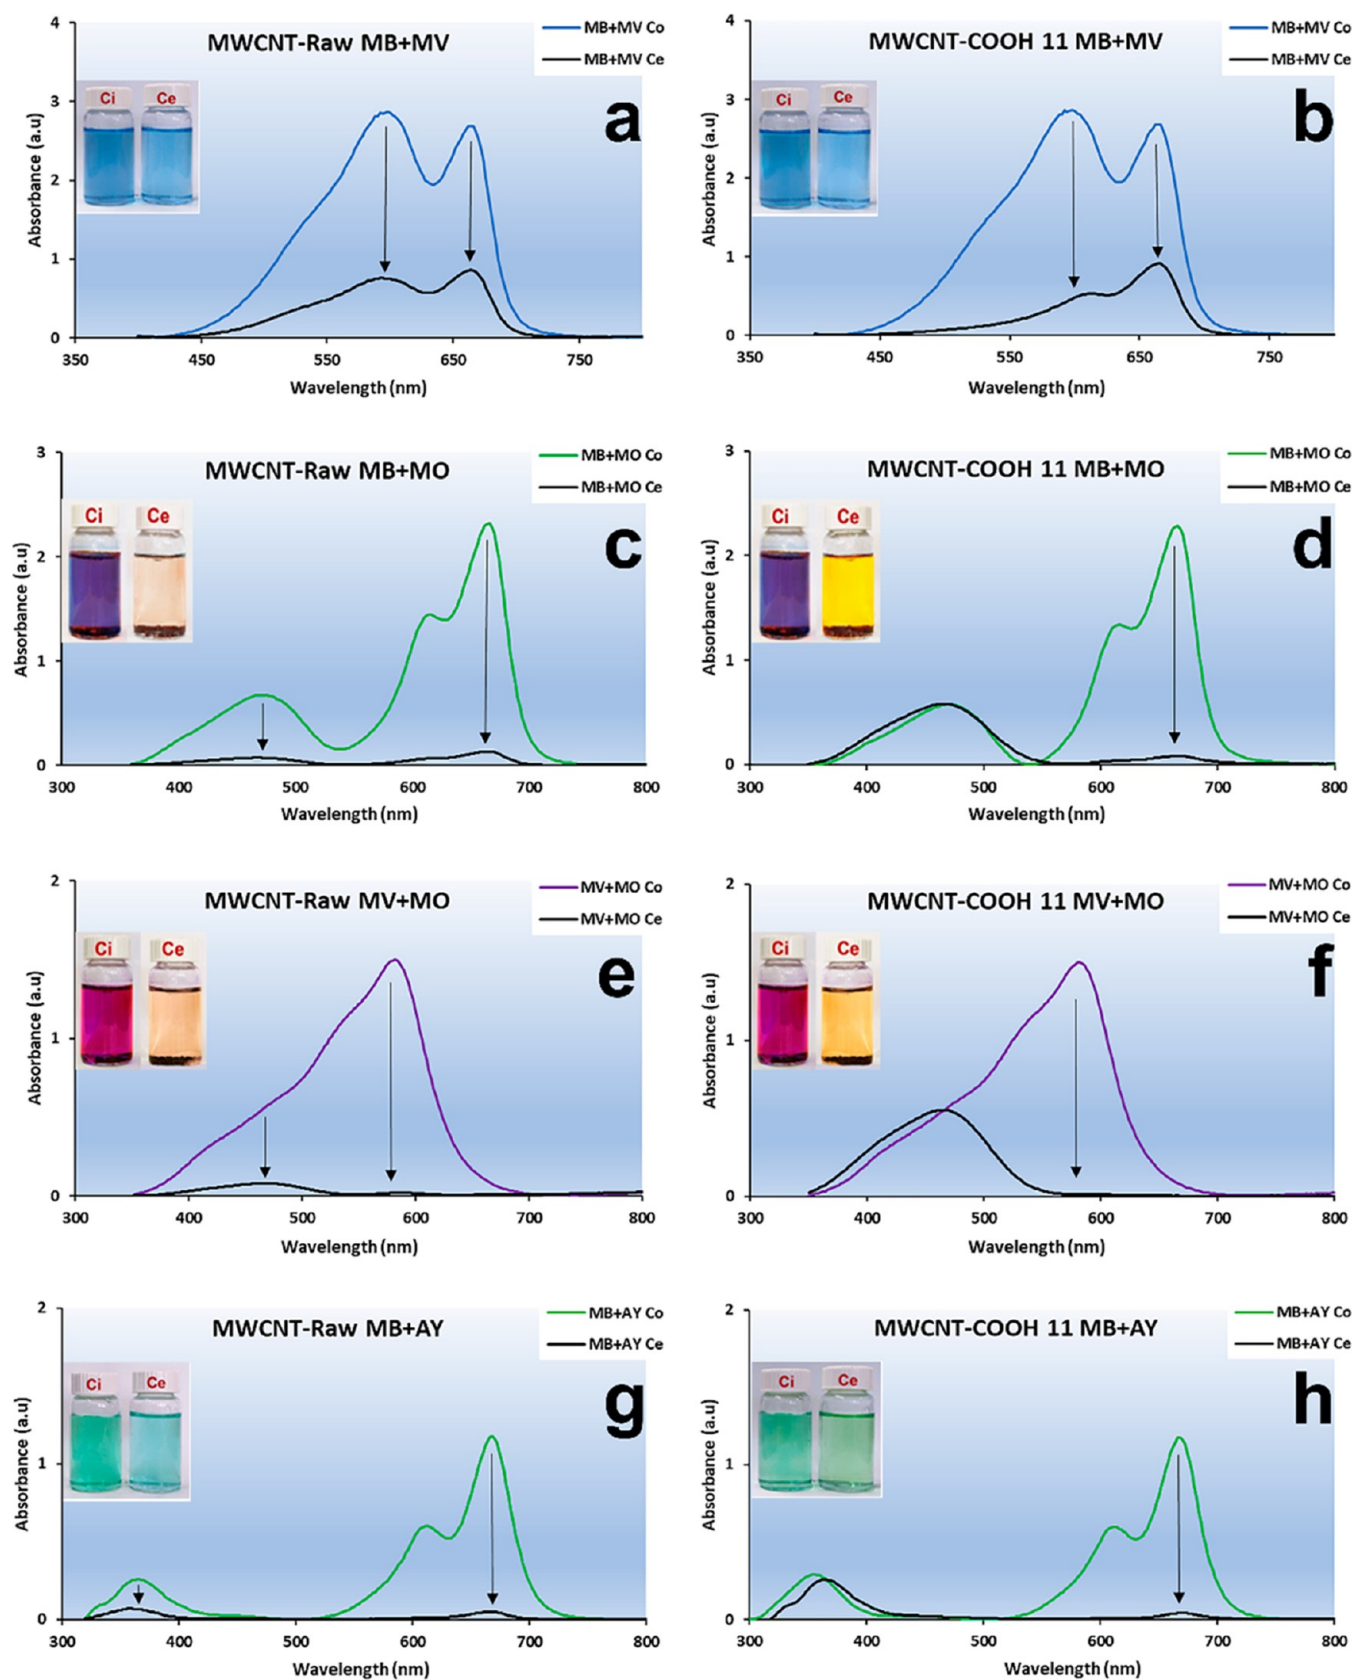 MWCNT-Raw MB+MV
MB+MV Co
MB+MV Ce
Ci Ce
a
Absorbance (a.u)
4
3
2
1
0
350 450 550 650 750
Wavelength (nm)
MWCNT-COOH 11 MB+MV
MB+MV Co
MB+MV Ce
Ci Ce
b
Absorbance (a.u)
4
3
2
1
0
350 450 550 650 750
Wavelength (nm)
MWCNT-Raw MB+MO
MB+MO Co
MB+MO Ce
Ci Ce
c
Absorbance (a.u)
3
2
1
0
300 400 500 600 700 800
Wavelength (nm)
MWCNT-COOH 11 MB+MO
MB+MO Co
MB+MO Ce
Ci Ce
d
Absorbance (a.u)
3
2
1
0
300 400 500 600 700 800
Wavelength (nm)
MWCNT-Raw MV+MO
MV+MO Co
MV+MO Ce
Ci Ce
e
Absorbance (a.u)
2
1
0
300 400 500 600 700 800
Wavelength (nm)
MWCNT-COOH 11 MV+MO
MV+MO Co
MV+MO Ce
Ci Ce
f
Absorbance (a.u)
2
1
0
300 400 500 600 700 800
Wavelength (nm)
MWCNT-Raw MB+AY
MB+AY Co
MB+AY Ce
Ci Ce
g
Absorbance (a.u)
2
1
0
300 400 500 600 700 800
Wavelength (nm)
MWCNT-COOH 11 MB+AY
MB+AY Co
MB+AY Ce
Ci Ce
h
Absorbance (a.u)
2
1
0
300 400 500 600 700 800
Wavelength (nm)